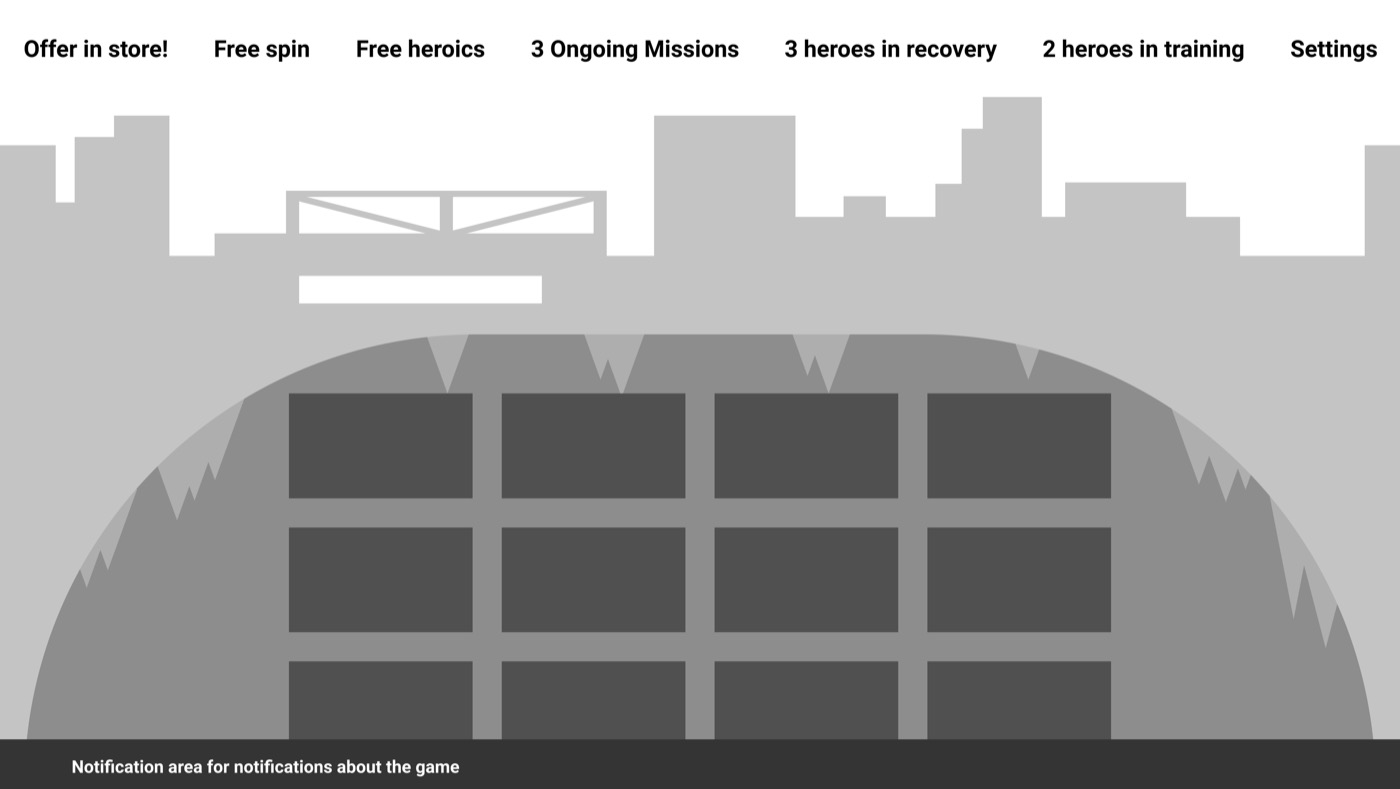 Offer in store! Free spin Free heroics 3 Ongoing Missions 3 heroes in recovery 2 heroes in training Settings
Notification area for notifications about the game